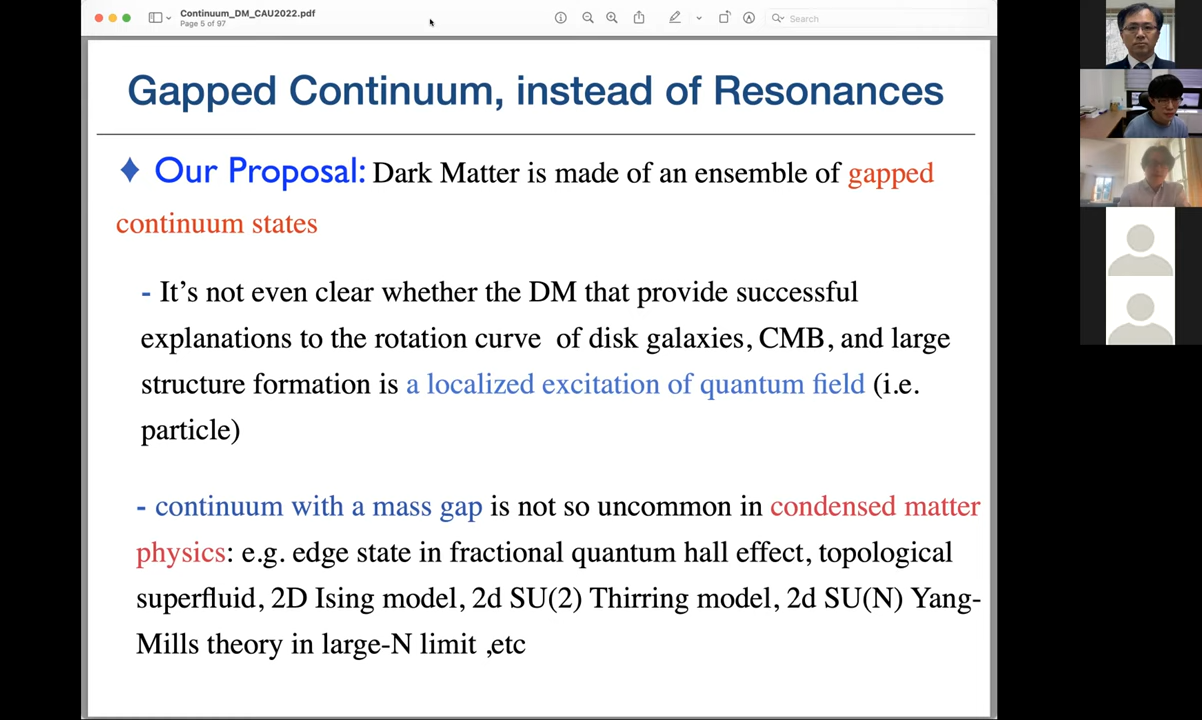 Continuum_DM_CAU2022.pdf
Page 5 of 97
Search
Gapped Continuum, instead of Resonances
♦ Our Proposal: Dark Matter is made of an ensemble of gapped
continuum states
- It’s not even clear whether the DM that provide successful
explanations to the rotation curve of disk galaxies, CMB, and large
structure formation is a localized excitation of quantum field (i.e.
particle)
- continuum with a mass gap is not so uncommon in condensed matter
physics: e.g. edge state in fractional quantum hall effect, topological
superfluid, 2D Ising model, 2d SU(2) Thirring model, 2d SU(N) Yang-
Mills theory in large-N limit ,etc